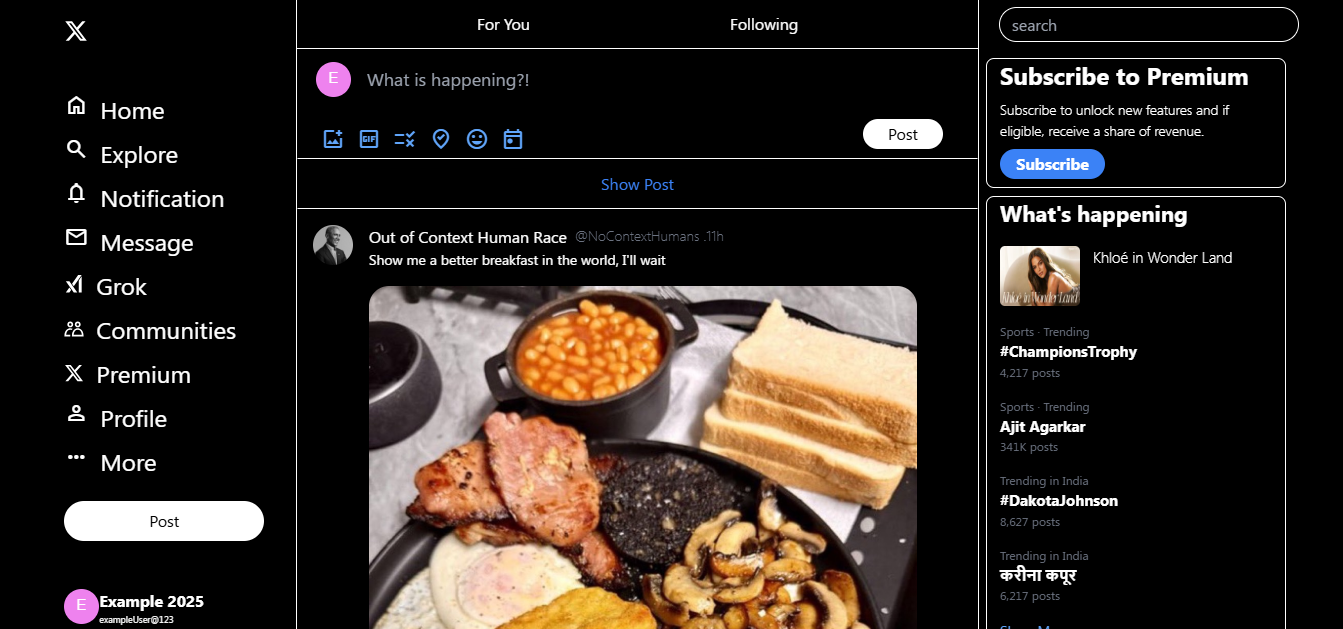 Home
Explore
Notification
Message
Grok
Communities
Premium
Profile
More
Post
E
Example 2025
exampleUser@123
For You
Following
E
What is happening?!
GIF
Post
Show Post
Out of Context Human Race @NoContextHumans .11h
Show me a better breakfast in the world, I'll wait
search
Subscribe to Premium
Subscribe to unlock new features and if
eligible, receive a share of revenue.
Subscribe
What's happening
Khloé in Wonder Land
Khloé in Wonder Land
Sports · Trending
#ChampionsTrophy
4,217 posts
Sports · Trending
Ajit Agarkar
341K posts
Trending in India
#DakotaJohnson
8,627 posts
Trending in India
करीना कपूर
6,217 posts